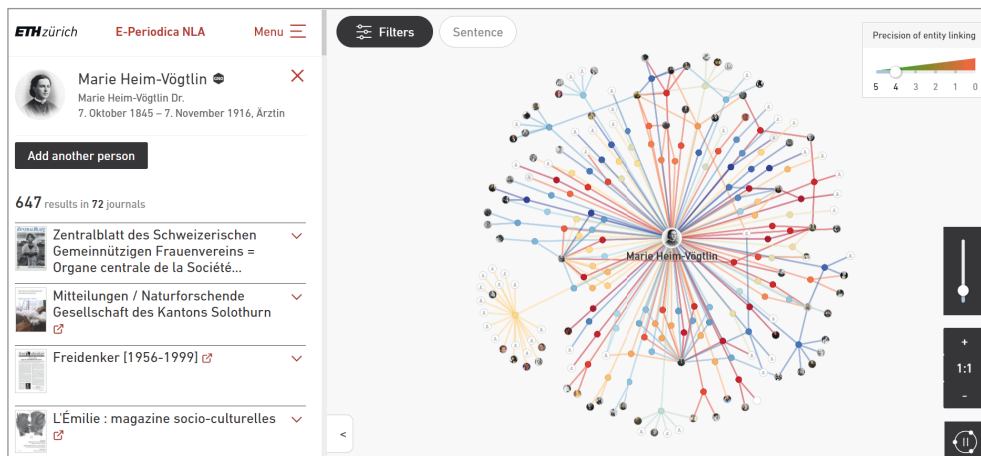 ETH zürich
E-Periodica NLA
Menu
Marie Heim-Vögtlin
Marie Heim-Vögtlin Dr.
7. Oktober 1845 – 7. November 1916, Ärztin
Add another person
647 results in 72 journals
Zentralblatt des Schweizerischen
Gemeinnützigen Frauenvereins =
Organe centrale de la Société...
Mitteilungen / Naturforschende
Gesellschaft des Kantons Solothurn
Freidenker [1956-1999]
L'Émilie : magazine socio-culturelles
Filters
Sentence
Marie Heim-Vögtlin
<
Precision of entity linking
5 4 3 2 1 0
+
1:1
-